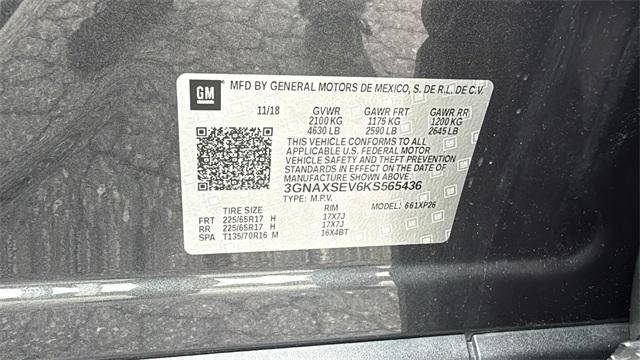 GM
MFD BY GENERAL MOTORS DE MEXICO, S. DE R.L. DE C.V.
11/18 GVWR GAWR FRT GAWR RR
2100 KG 1175 KG 1200 KG
4630 LB 2590 LB 2645 LB
THIS VEHICLE CONFORMS TO ALL
APPLICABLE U.S. FEDERAL MOTOR
VEHICLE SAFETY AND THEFT PREVENTION
STANDARDS IN EFFECT ON THE DATE OF
MANUFACTURE SHOWN ABOVE.
3GNAXSEV6KS565436
TYPE: M.P.V. MODEL: 661XP26
TIRE SIZE RIM
FRT 225/65R17 H 17X7J
RR 225/65R17 H 17X7J
SPA T135/70R16 M 16X4BT